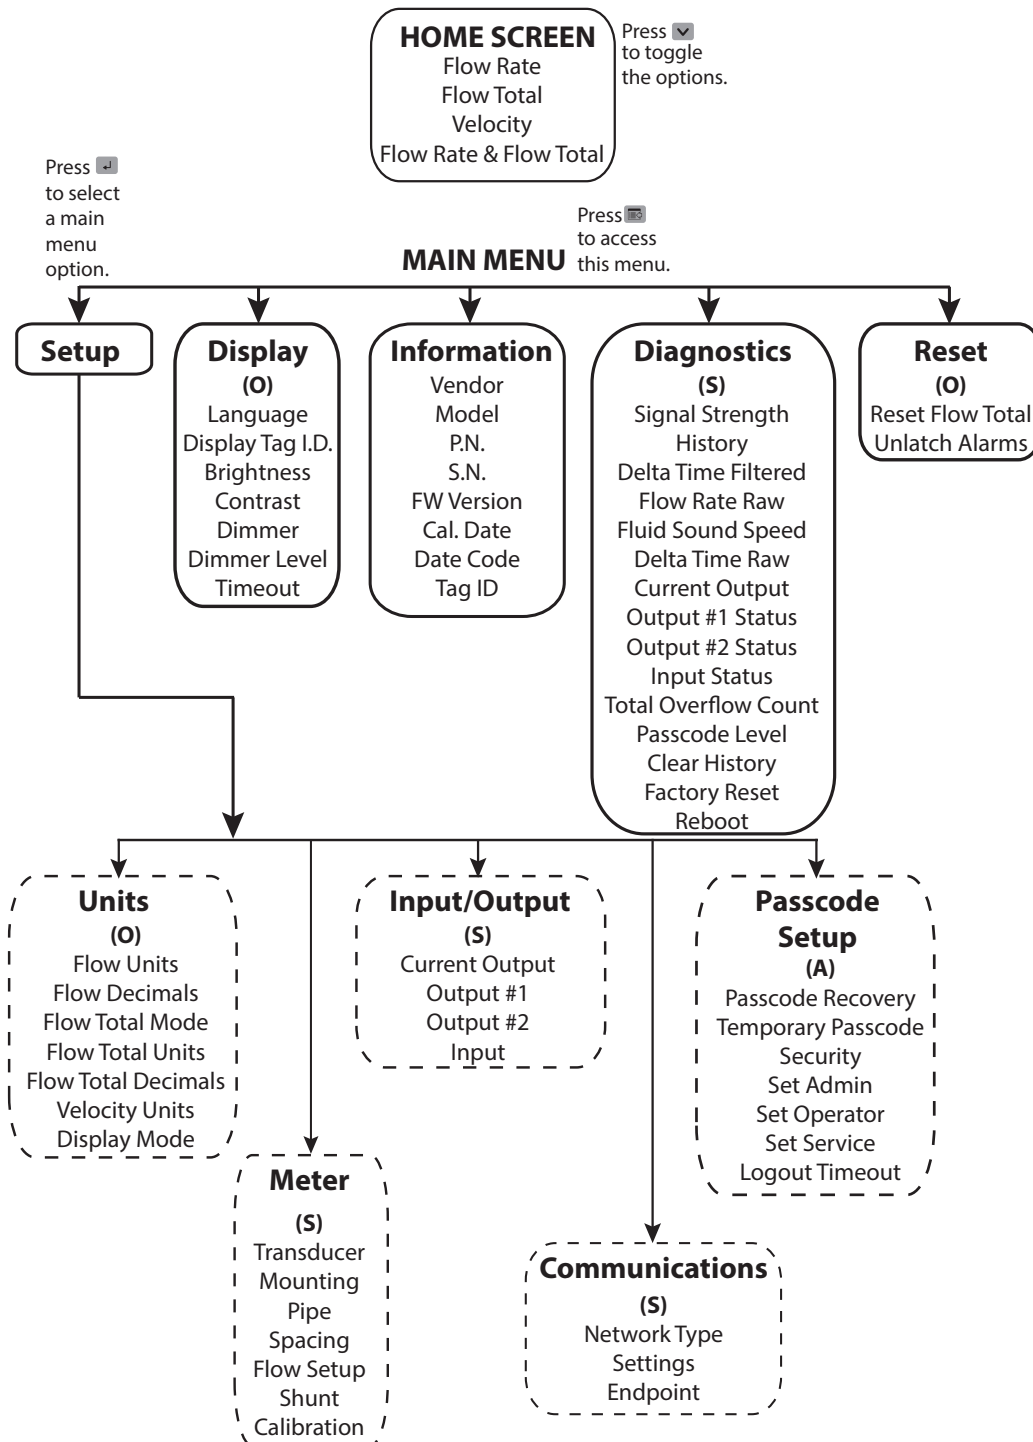 HOME SCREEN
Flow Rate
Flow Total
Velocity
Flow Rate & Flow Total
Press
to toggle
the options.
Press
to select
a main
menu
option.
MAIN MENU
Press
to access
this menu.
Setup
Display
(O)
Language
Display Tag I.D.
Brightness
Contrast
Dimmer
Dimmer Level
Timeout
Information
Vendor
Model
P.N.
S.N.
FW Version
Cal. Date
Date Code
Tag ID
Diagnostics
(S)
Signal Strength
History
Delta Time Filtered
Flow Rate Raw
Fluid Sound Speed
Delta Time Raw
Current Output
Output #1 Status
Output #2 Status
Input Status
Total Overflow Count
Passcode Level
Clear History
Factory Reset
Reboot
Reset
(O)
Reset Flow Total
Unlatch Alarms
Units
(O)
Flow Units
Flow Decimals
Flow Total Mode
Flow Total Units
Flow Total Decimals
Velocity Units
Display Mode
Meter
(S)
Transducer
Mounting
Pipe
Spacing
Flow Setup
Shunt
Calibration
Input/Output
(S)
Current Output
Output #1
Output #2
Input
Communications
(S)
Network Type
Settings
Endpoint
Passcode
Setup
(A)
Passcode Recovery
Temporary Passcode
Security
Set Admin
Set Operator
Set Service
Logout Timeout